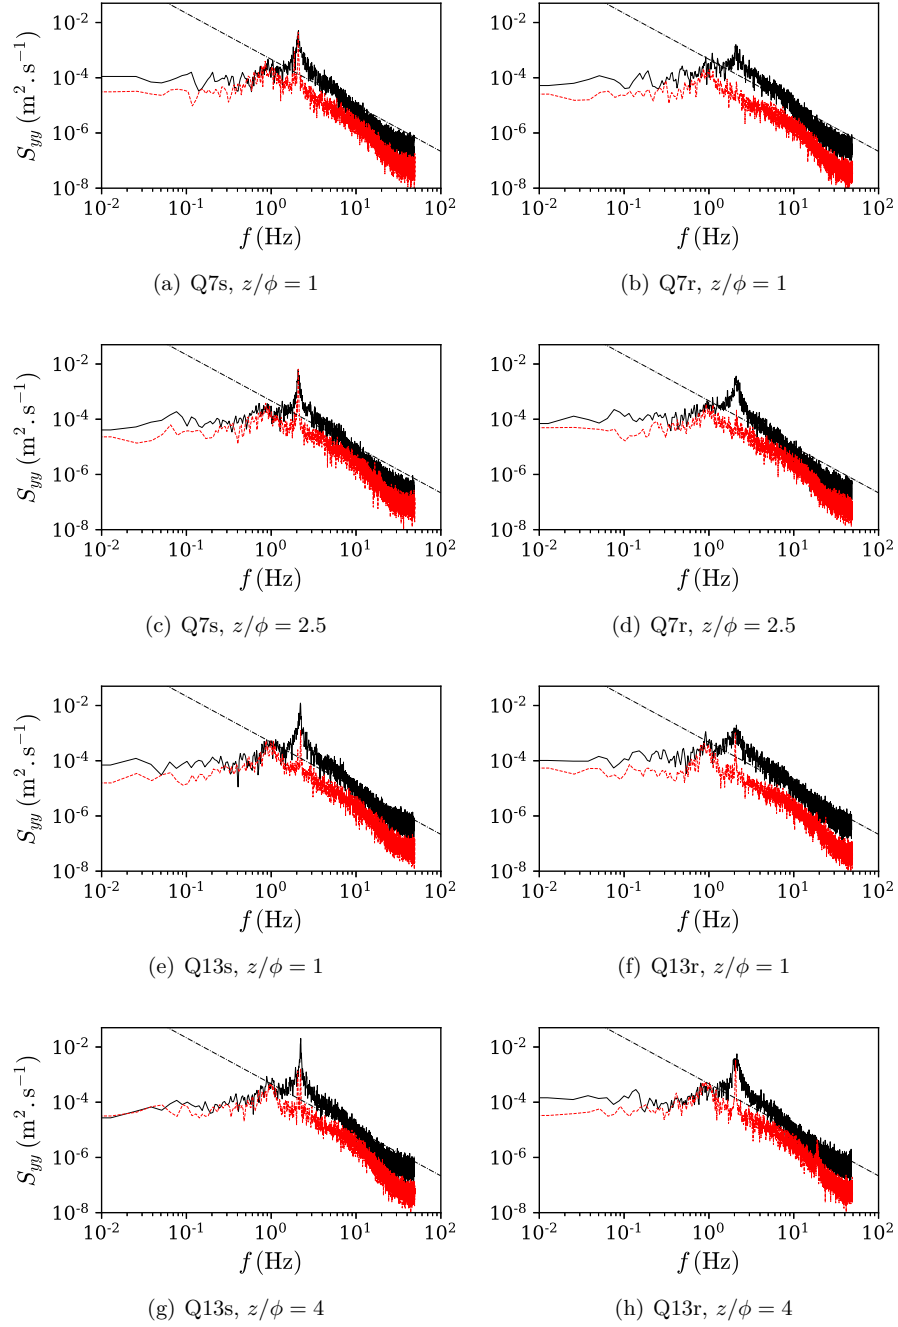 10⁻² 10⁻⁴ 10⁻⁶ 10⁻⁸
S_yy (m² . s⁻¹)
10⁻² 10⁻¹ 10⁰ 10¹ 10²
f (Hz)
(a) Q7s, z/ϕ = 1
10⁻² 10⁻⁴ 10⁻⁶ 10⁻⁸
10⁻² 10⁻¹ 10⁰ 10¹ 10²
f (Hz)
(b) Q7r, z/ϕ = 1
10⁻² 10⁻⁴ 10⁻⁶ 10⁻⁸
S_yy (m² . s⁻¹)
10⁻² 10⁻¹ 10⁰ 10¹ 10²
f (Hz)
(c) Q7s, z/ϕ = 2.5
10⁻² 10⁻⁴ 10⁻⁶ 10⁻⁸
10⁻² 10⁻¹ 10⁰ 10¹ 10²
f (Hz)
(d) Q7r, z/ϕ = 2.5
10⁻² 10⁻⁴ 10⁻⁶ 10⁻⁸
S_yy (m² . s⁻¹)
10⁻² 10⁻¹ 10⁰ 10¹ 10²
f (Hz)
(e) Q13s, z/ϕ = 1
10⁻² 10⁻⁴ 10⁻⁶ 10⁻⁸
10⁻² 10⁻¹ 10⁰ 10¹ 10²
f (Hz)
(f) Q13r, z/ϕ = 1
10⁻² 10⁻⁴ 10⁻⁶ 10⁻⁸
S_yy (m² . s⁻¹)
10⁻² 10⁻¹ 10⁰ 10¹ 10²
f (Hz)
(g) Q13s, z/ϕ = 4
10⁻² 10⁻⁴ 10⁻⁶ 10⁻⁸
10⁻² 10⁻¹ 10⁰ 10¹ 10²
f (Hz)
(h) Q13r, z/ϕ = 4